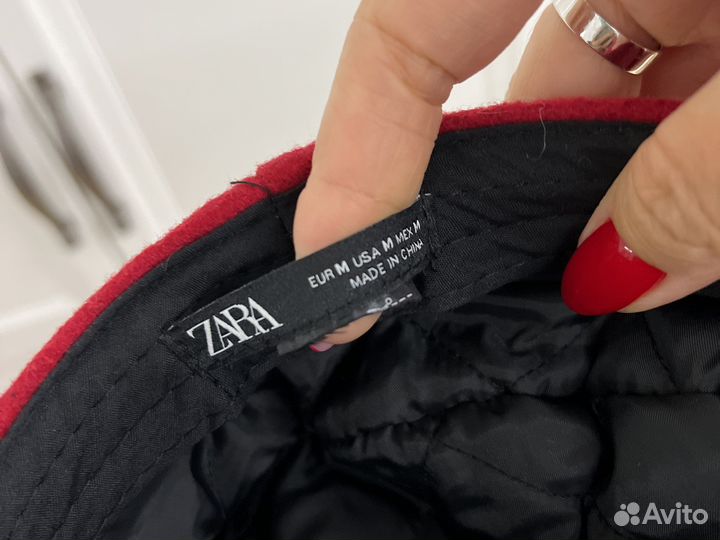 ZARA
EUR M USA M MEX M
MADE IN CHINA
Avito